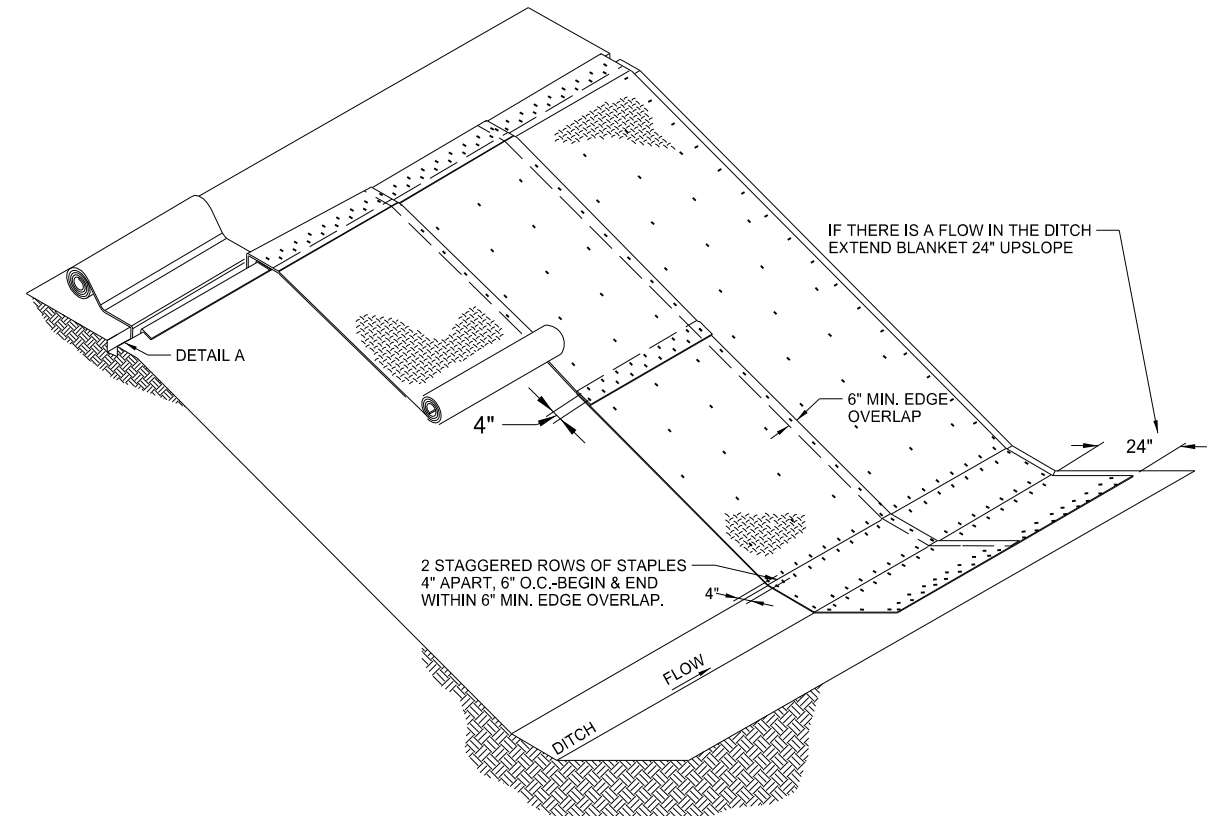 IF THERE IS A FLOW IN THE DITCH
EXTEND BLANKET 24" UPSLOPE
DETAIL A
6" MIN. EDGE
OVERLAP
4"
24"
2 STAGGERED ROWS OF STAPLES
4" APART, 6" O.C.-BEGIN & END
WITHIN 6" MIN. EDGE OVERLAP.
4"
FLOW
DITCH